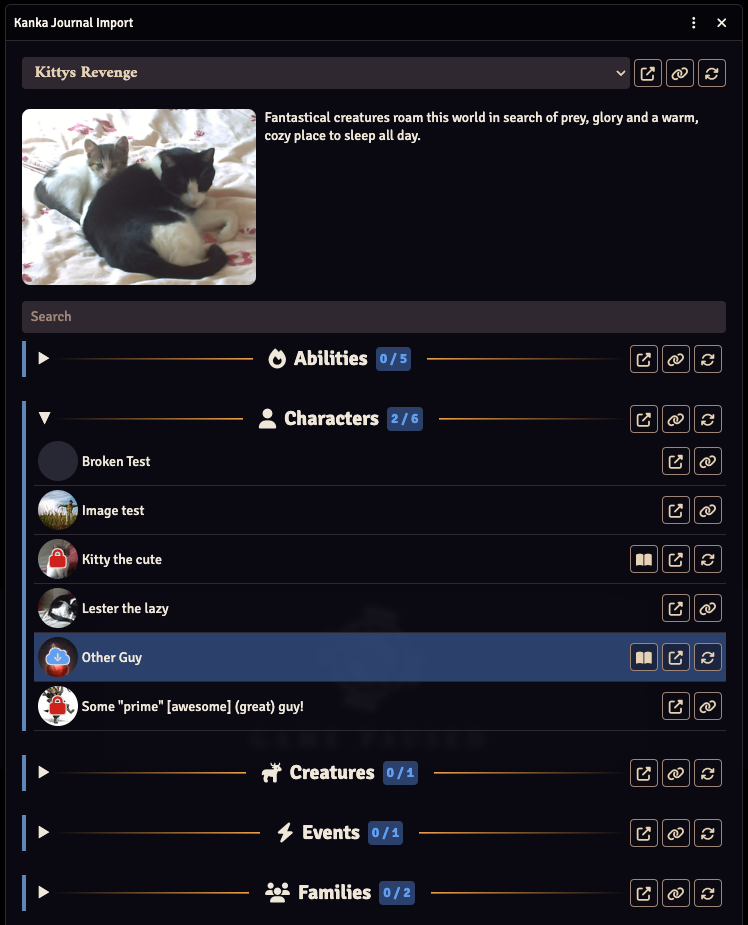 Kanka Journal Import
Kittys Revenge
Fantastical creatures roam this world in search of prey, glory and a warm,
cozy place to sleep all day.
Search
Abilities 0 / 5
Characters 2 / 6
Broken Test
Image test
Kitty the cute
Lester the lazy
Other Guy
Some "prime" [awesome] (great) guy!
GAME PAUSED
Creatures 0 / 1
Events 0 / 1
Families 0 / 2